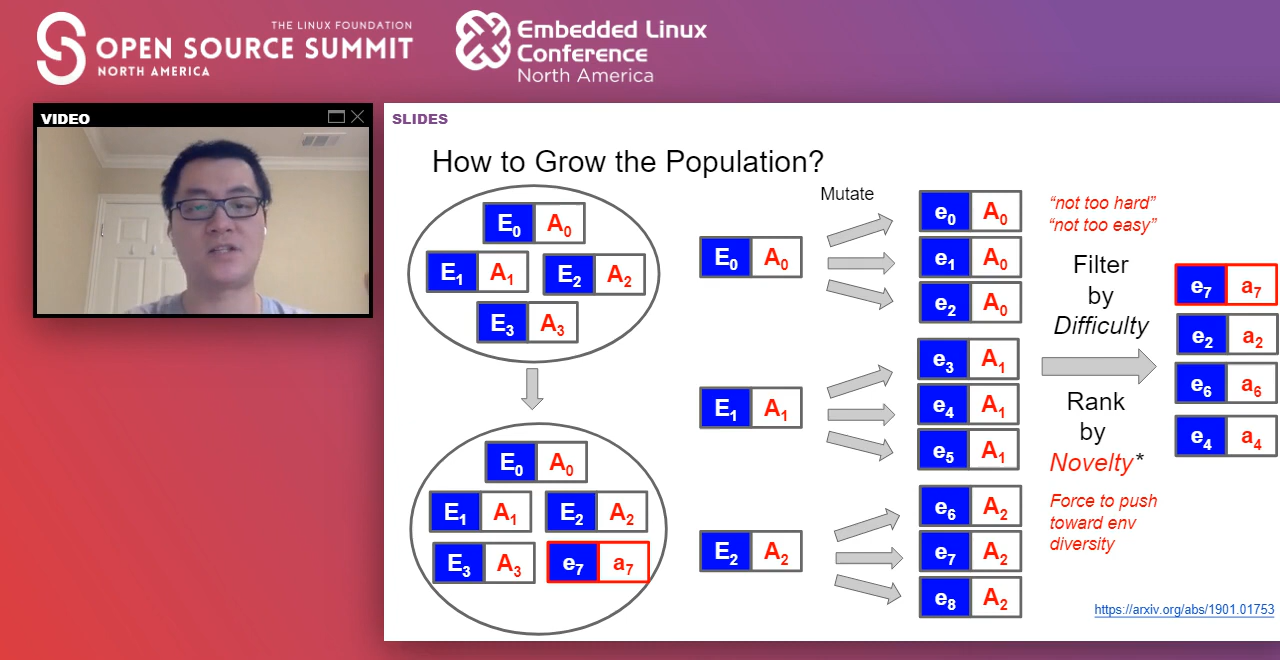 THE LINUX FOUNDATION
OPEN SOURCE SUMMIT
NORTH AMERICA
Embedded Linux
Conference
North America
VIDEO
SLIDES
How to Grow the Population?
E0 A0
E1 A1 E2 A2
E3 A3
E0 A0
E1 A1 E2 A2
E3 A3 e7 a7
Mutate
E0 A0
e0 A0
e1 A0
e2 A0
E1 A1
e3 A1
e4 A1
e5 A1
E2 A2
e6 A2
e7 A2
e8 A2
“not too hard”
“not too easy”
Filter
by
Difficulty
Rank
by
Novelty*
Force to push
toward env
diversity
e7 a7
e2 a2
e6 a6
e4 a4
https://arxiv.org/abs/1901.01753